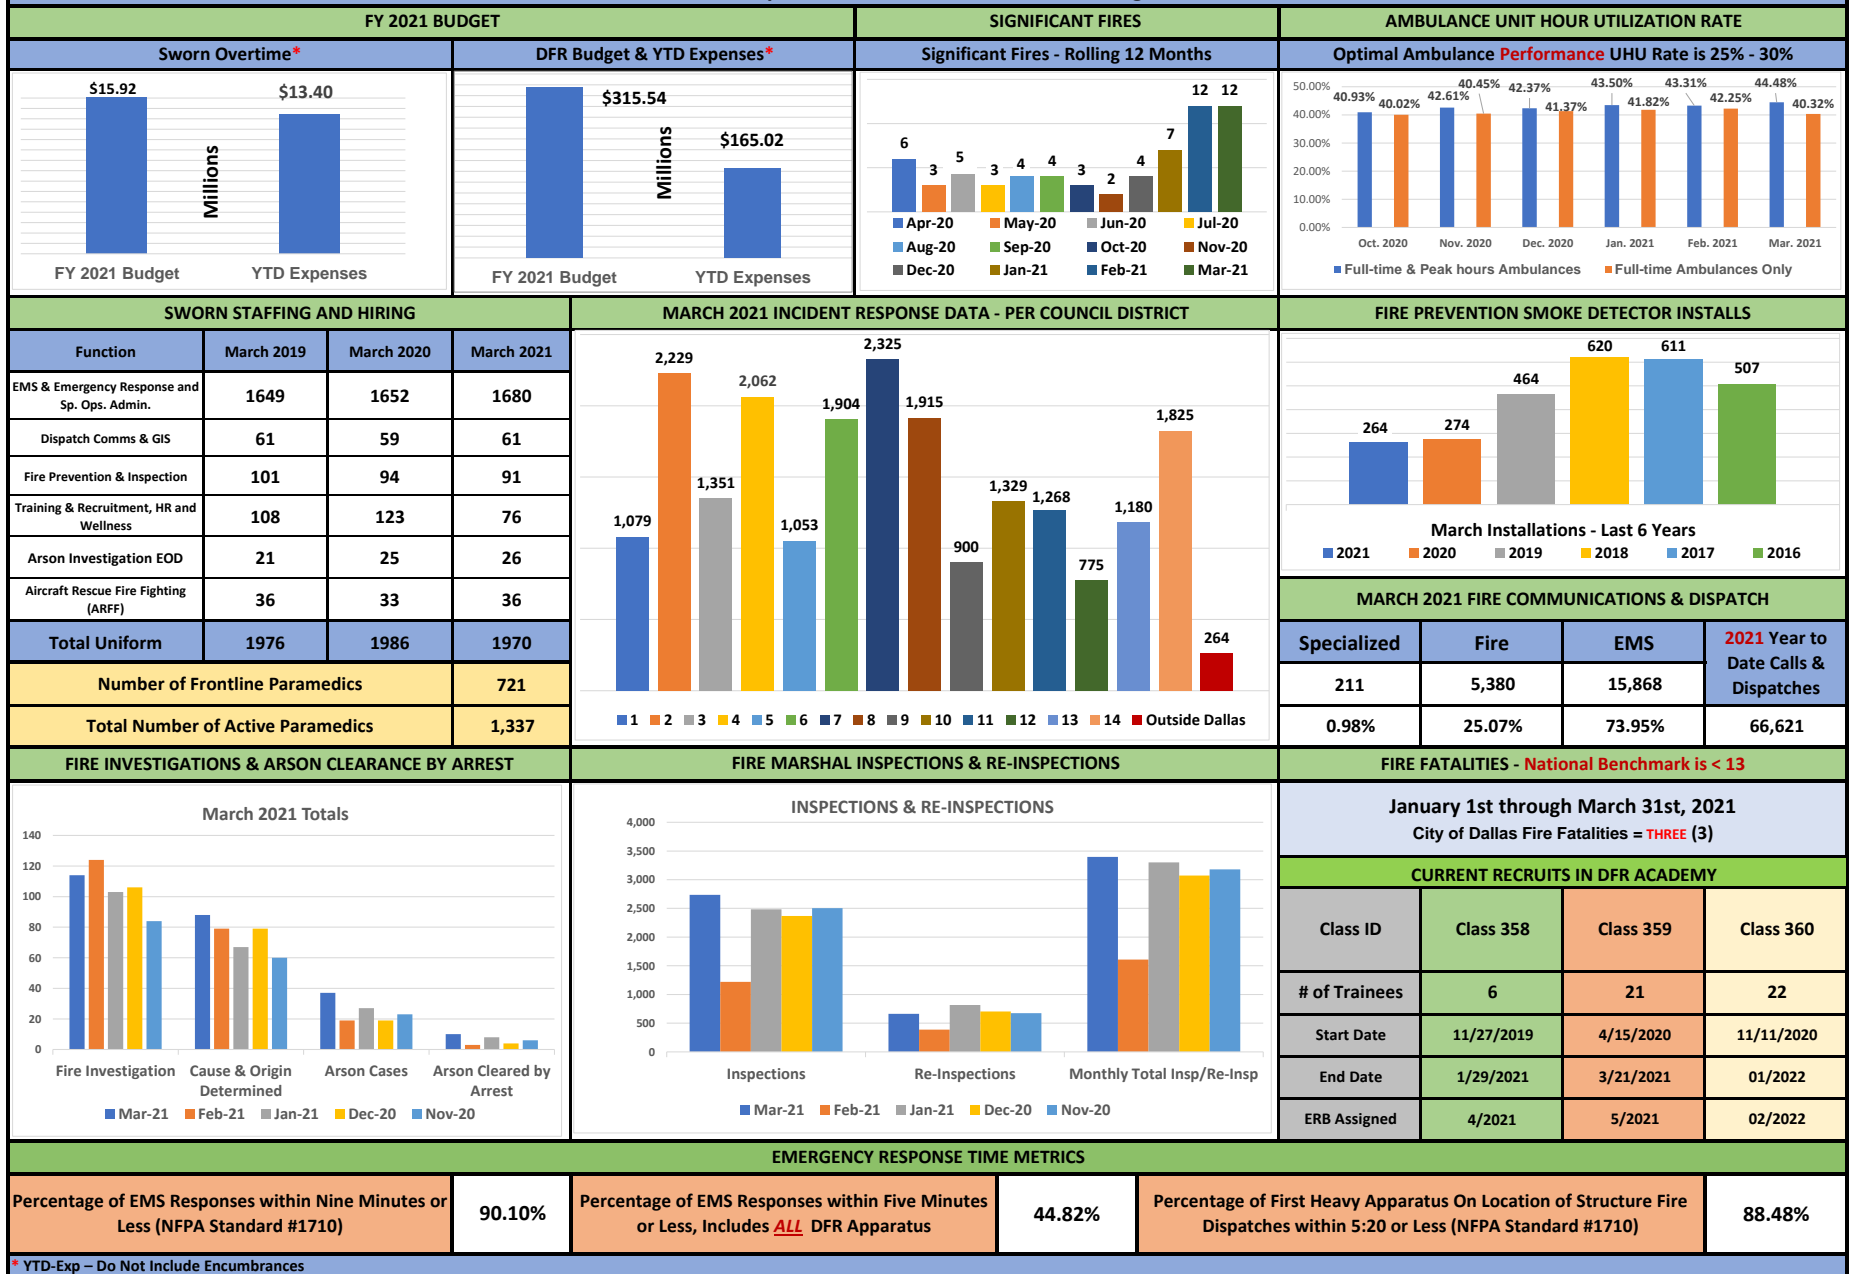 FY 2021 BUDGET
SIGNIFICANT FIRES
AMBULANCE UNIT HOUR UTILIZATION RATE
Sworn Overtime*
DFR Budget & YTD Expenses*
Significant Fires - Rolling 12 Months
Optimal Ambulance Performance UHU Rate is 25% - 30%
$15.92
$13.40
Millions
FY 2021 Budget
YTD Expenses
$315.54
$165.02
Millions
FY 2021 Budget
YTD Expenses
6
3
5
3
4
4
3
2
4
7
12
12
Apr-20 May-20 Jun-20 Jul-20
Aug-20 Sep-20 Oct-20 Nov-20
Dec-20 Jan-21 Feb-21 Mar-21
50.00%
40.00%
30.00%
20.00%
10.00%
0.00%
40.93%
40.02%
42.61%
40.45%
42.37%
41.37%
43.50%
41.82%
43.31%
42.25%
44.48%
40.32%
Oct. 2020 Nov. 2020 Dec. 2020 Jan. 2021 Feb. 2021 Mar. 2021
Full-time & Peak hours Ambulances Full-time Ambulances Only
SWORN STAFFING AND HIRING
Function March 2019 March 2020 March 2021
EMS & Emergency Response and
Sp. Ops. Admin.
1649 1652 1680
Dispatch Comms & GIS 61 59 61
Fire Prevention & Inspection 101 94 91
Training & Recruitment, HR and
Wellness
108 123 76
Arson Investigation EOD 21 25 26
Aircraft Rescue Fire Fighting
(ARFF)
36 33 36
Total Uniform 1976 1986 1970
Number of Frontline Paramedics 721
Total Number of Active Paramedics 1,337
MARCH 2021 INCIDENT RESPONSE DATA - PER COUNCIL DISTRICT
1,079
2,229
1,351
2,062
1,053
1,904
2,325
1,915
900
1,329
1,268
775
1,180
1,825
264
1 2 3 4 5 6 7 8 9 10 11 12 13 14 Outside Dallas
FIRE PREVENTION SMOKE DETECTOR INSTALLS
264
274
464
620
611
507
March Installations - Last 6 Years
2021 2020 2019 2018 2017 2016
MARCH 2021 FIRE COMMUNICATIONS & DISPATCH
Specialized Fire EMS
2021 Year to
Date Calls &
Dispatches
211 5,380 15,868
0.98% 25.07% 73.95% 66,621
FIRE INVESTIGATIONS & ARSON CLEARANCE BY ARREST
March 2021 Totals
140
120
100
80
60
40
20
0
Fire Investigation
Cause & Origin
Determined
Arson Cases
Arson Cleared by
Arrest
Mar-21 Feb-21 Jan-21 Dec-20 Nov-20
FIRE MARSHAL INSPECTIONS & RE-INSPECTIONS
INSPECTIONS & RE-INSPECTIONS
4,000
3,500
3,000
2,500
2,000
1,500
1,000
500
0
Inspections Re-Inspections Monthly Total Insp/Re-Insp
Mar-21 Feb-21 Jan-21 Dec-20 Nov-20
FIRE FATALITIES - National Benchmark is < 13
January 1st through March 31st, 2021
City of Dallas Fire Fatalities = THREE (3)
CURRENT RECRUITS IN DFR ACADEMY
Class ID Class 358 Class 359 Class 360
# of Trainees 6 21 22
Start Date 11/27/2019 4/15/2020 11/11/2020
End Date 1/29/2021 3/21/2021 01/2022
ERB Assigned 4/2021 5/2021 02/2022
EMERGENCY RESPONSE TIME METRICS
Percentage of EMS Responses within Nine Minutes or
Less (NFPA Standard #1710)
90.10%
Percentage of EMS Responses within Five Minutes
or Less, Includes ALL DFR Apparatus
44.82%
Percentage of First Heavy Apparatus On Location of Structure Fire
Dispatches within 5:20 or Less (NFPA Standard #1710)
88.48%
* YTD-Exp – Do Not Include Encumbrances